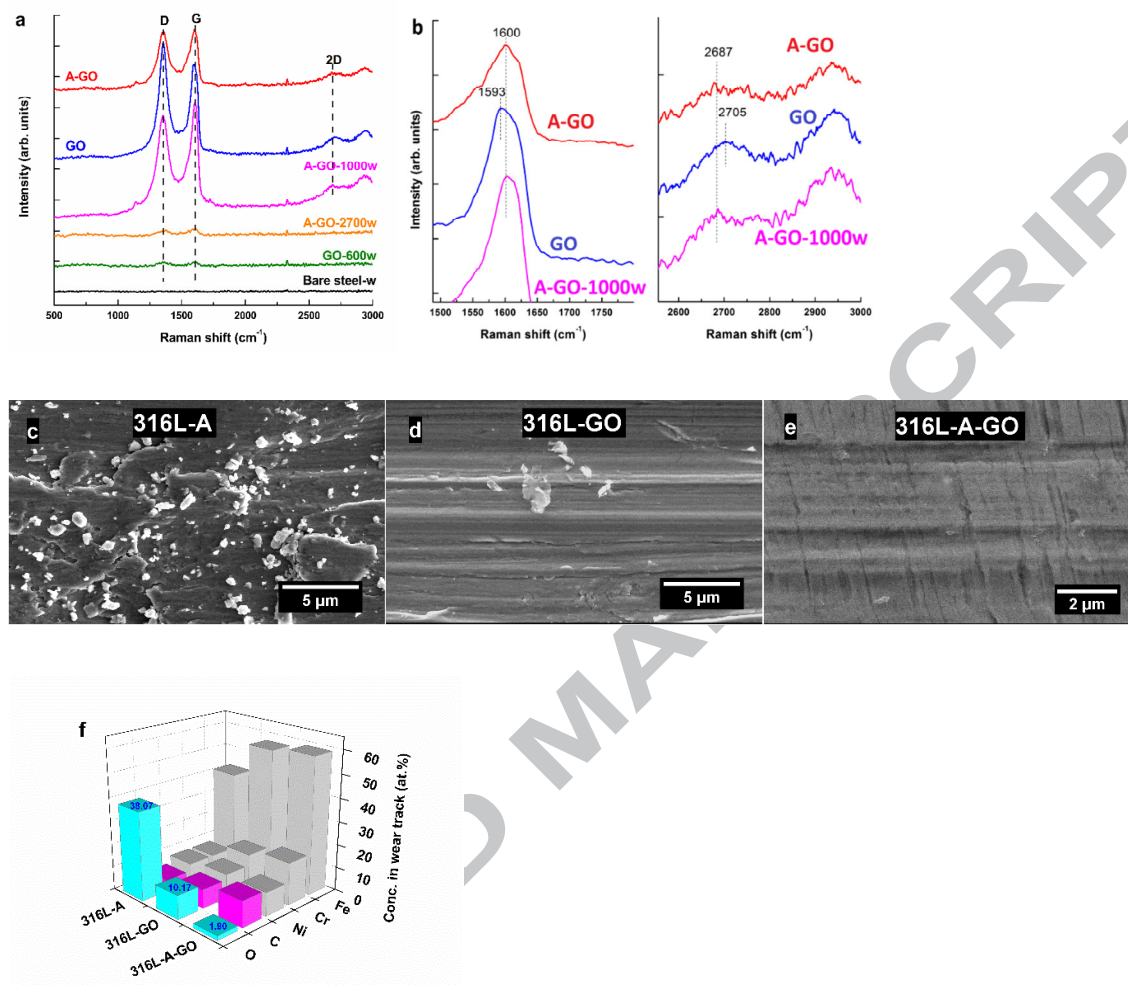 a
D
G
2D
A-GO
GO
A-GO-1000w
A-GO-2700w
GO-600w
Bare steel-w
Intensity (arb. units)
500
1000
1500
2000
2500
3000
Raman shift (cm⁻¹)
b
1600
1593
A-GO
GO
A-GO-1000w
Intensity (arb. units)
1500
1550
1600
1650
1700
1750
Raman shift (cm⁻¹)
2687
2705
A-GO
GO
A-GO-1000w
2600
2700
2800
2900
3000
Raman shift (cm⁻¹)
c
316L-A
5 µm
d
316L-GO
5 µm
e
316L-A-GO
2 µm
f
38.07
10.17
1.90
60
50
40
30
20
10
0
Conc. in wear track (at.%)
316L-A
316L-GO
316L-A-GO
O
C
Ni
Cr
Fe